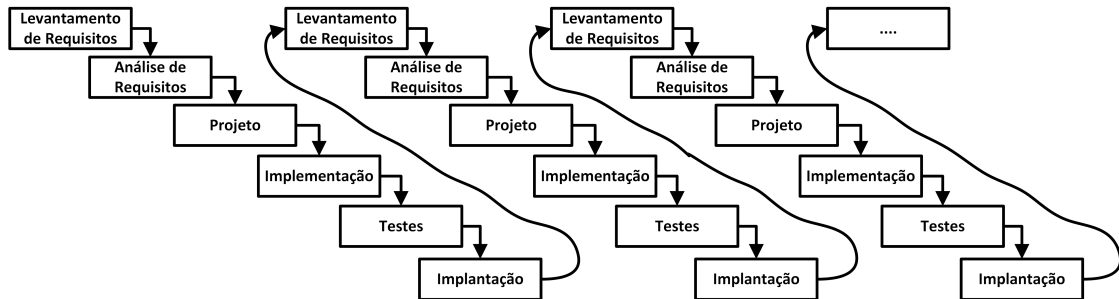 Levantamento
de Requisitos
Análise de
Requisitos
Projeto
Implementação
Testes
Implantação
Levantamento
de Requisitos
Análise de
Requisitos
Projeto
Implementação
Testes
Implantação
Levantamento
de Requisitos
Análise de
Requisitos
Projeto
Implementação
Testes
Implantação
....